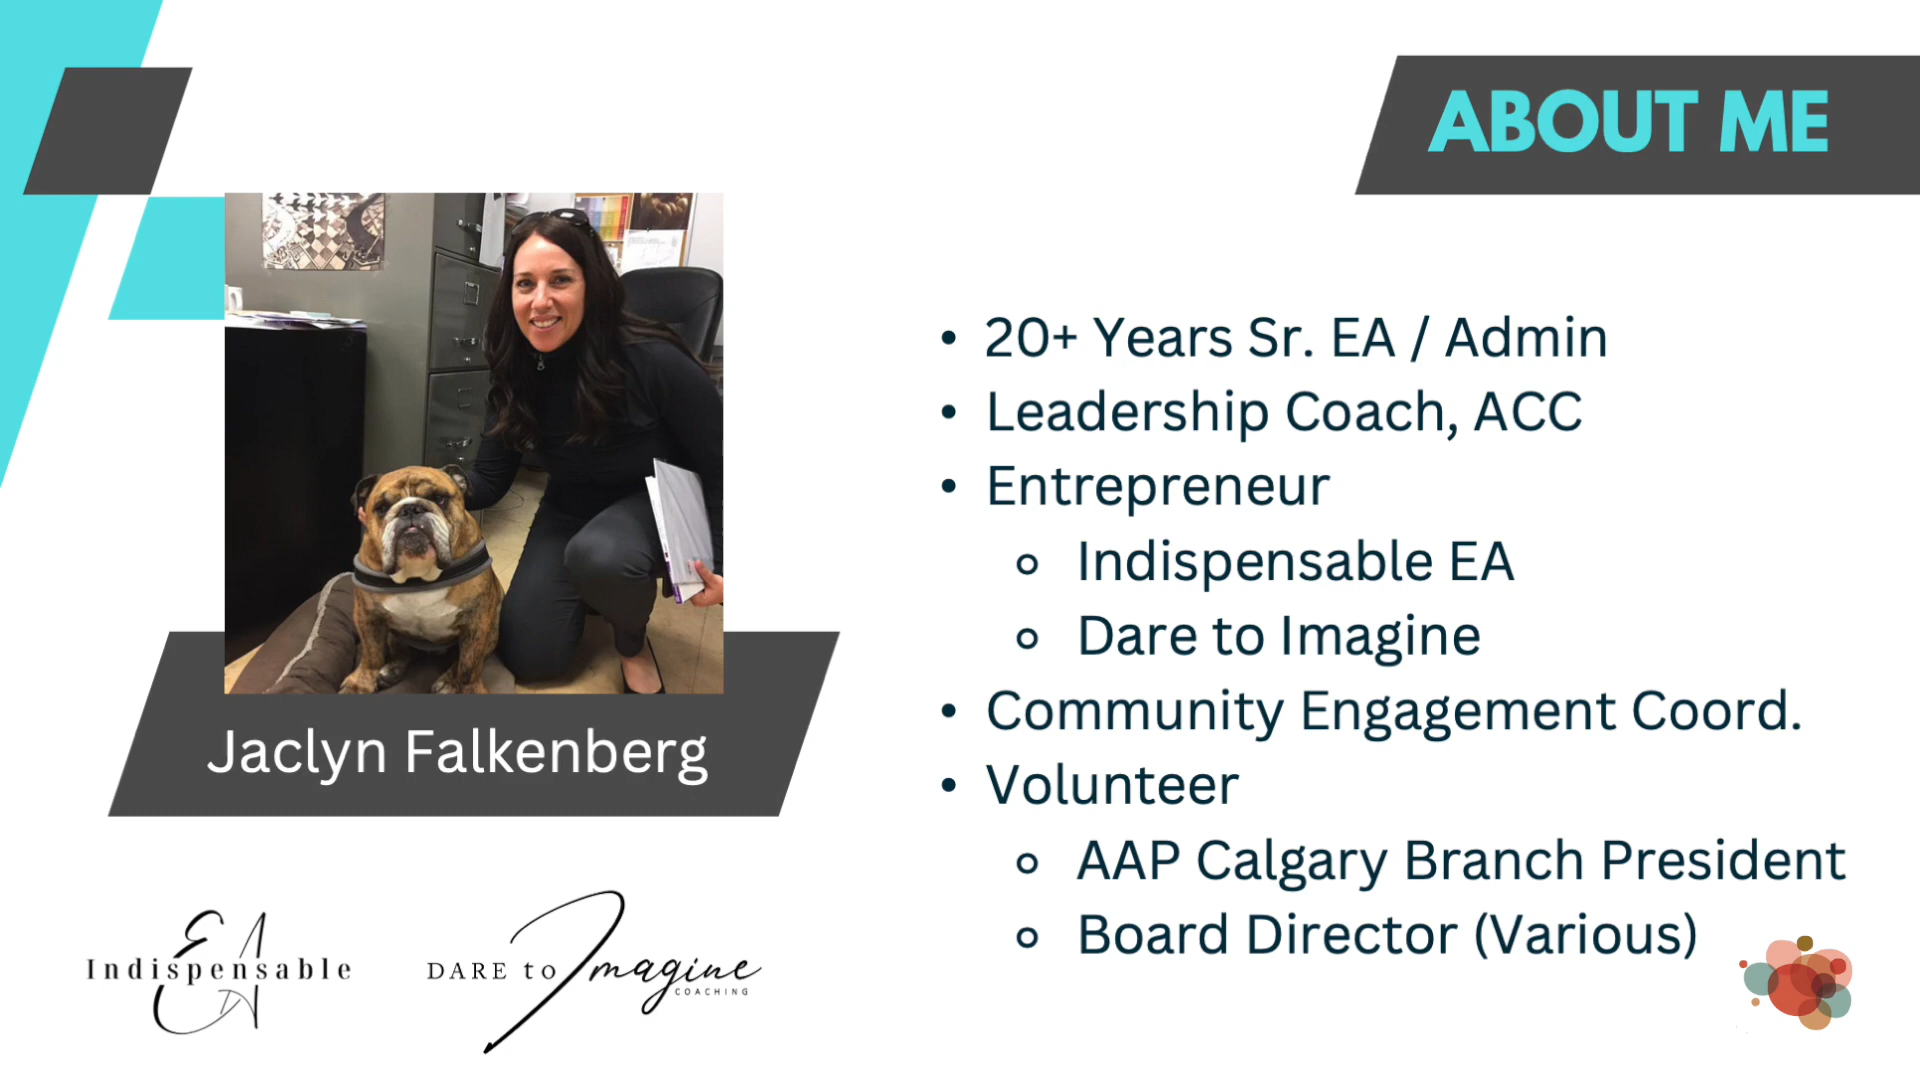 ABOUT ME
20+ Years Sr. EA / Admin
Leadership Coach, ACC
Entrepreneur
Indispensable EA
Dare to Imagine
Community Engagement Coord.
Volunteer
AAP Calgary Branch President
Board Director (Various)
Jaclyn Falkenberg
EA
Indispensable
DARE to Imagine
COACHING